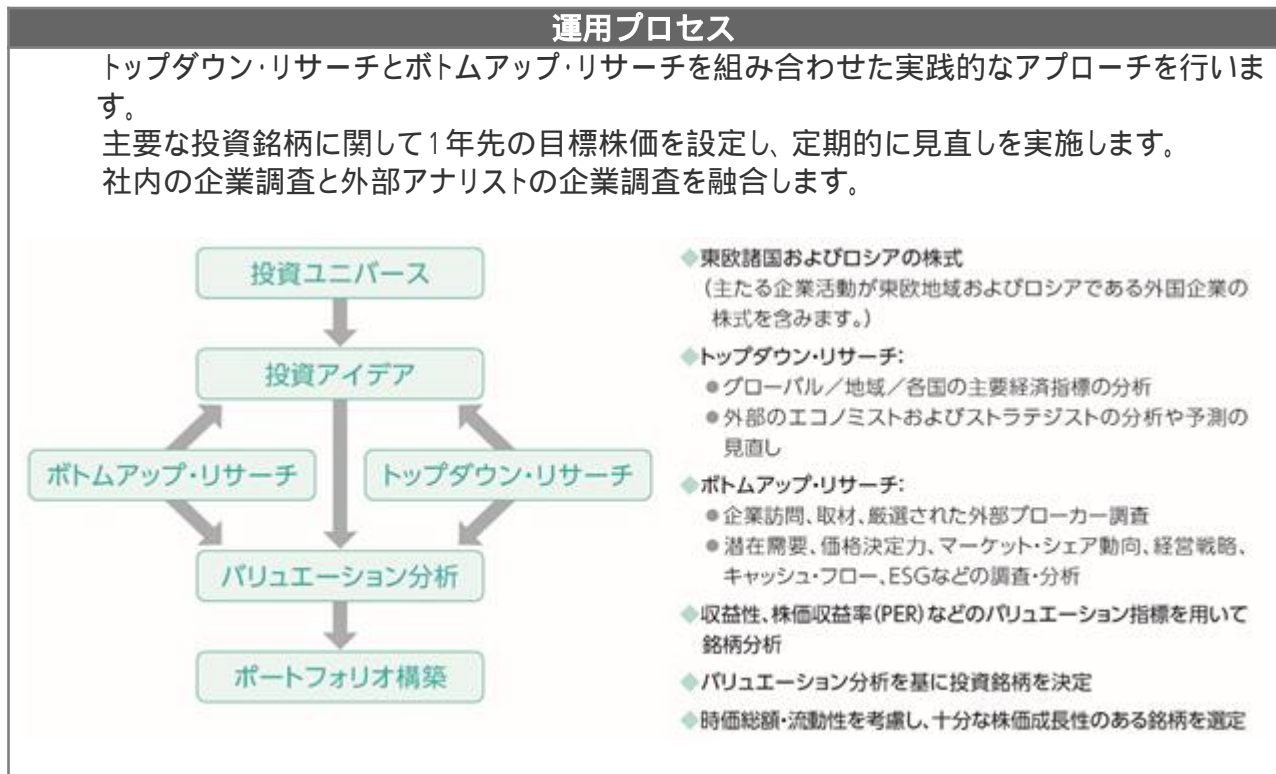 運用プロセス
トップダウン・リサーチとボトムアップ・リサーチを組み合わせた実践的なアプローチを行いま
す。
主要な投資銘柄に関して1年先の目標株価を設定し、定期的に見直しを実施します。
社内の企業調査と外部アナリストの企業調査を融合します。
投資ユニバース
投資アイデア
ボトムアップ・リサーチ
トップダウン・リサーチ
バリュエーション分析
ポートフォリオ構築
◆東欧諸国およびロシアの株式
（主たる企業活動が東欧地域およびロシアである外国企業の
株式を含みます。）
◆トップダウン・リサーチ：
●グローバル／地域／各国の主要経済指標の分析
●外部のエコノミストおよびストラテジストの分析や予測の
見直し
◆ボトムアップ・リサーチ：
●企業訪問、取材、厳選された外部ブローカー調査
●潜在需要、価格決定力、マーケット・シェア動向、経営戦略、
キャッシュ・フロー、ESGなどの調査・分析
◆収益性、株価収益率(PER)などのバリュエーション指標を用いて
銘柄分析
◆バリュエーション分析を基に投資銘柄を決定
◆時価総額・流動性を考慮し、十分な株価成長性のある銘柄を選定